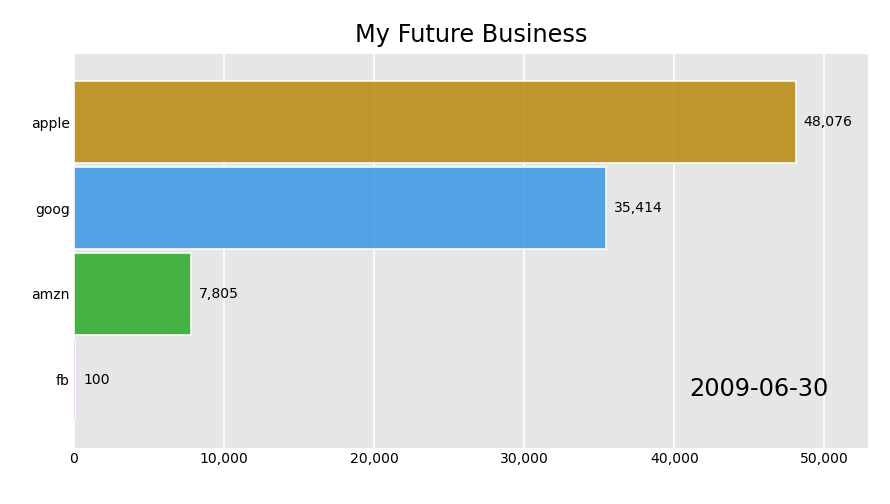 My Future Business
apple 48,076
goog 35,414
amzn 7,805
fb 100
2009-06-30
0 10,000 20,000 30,000 40,000 50,000